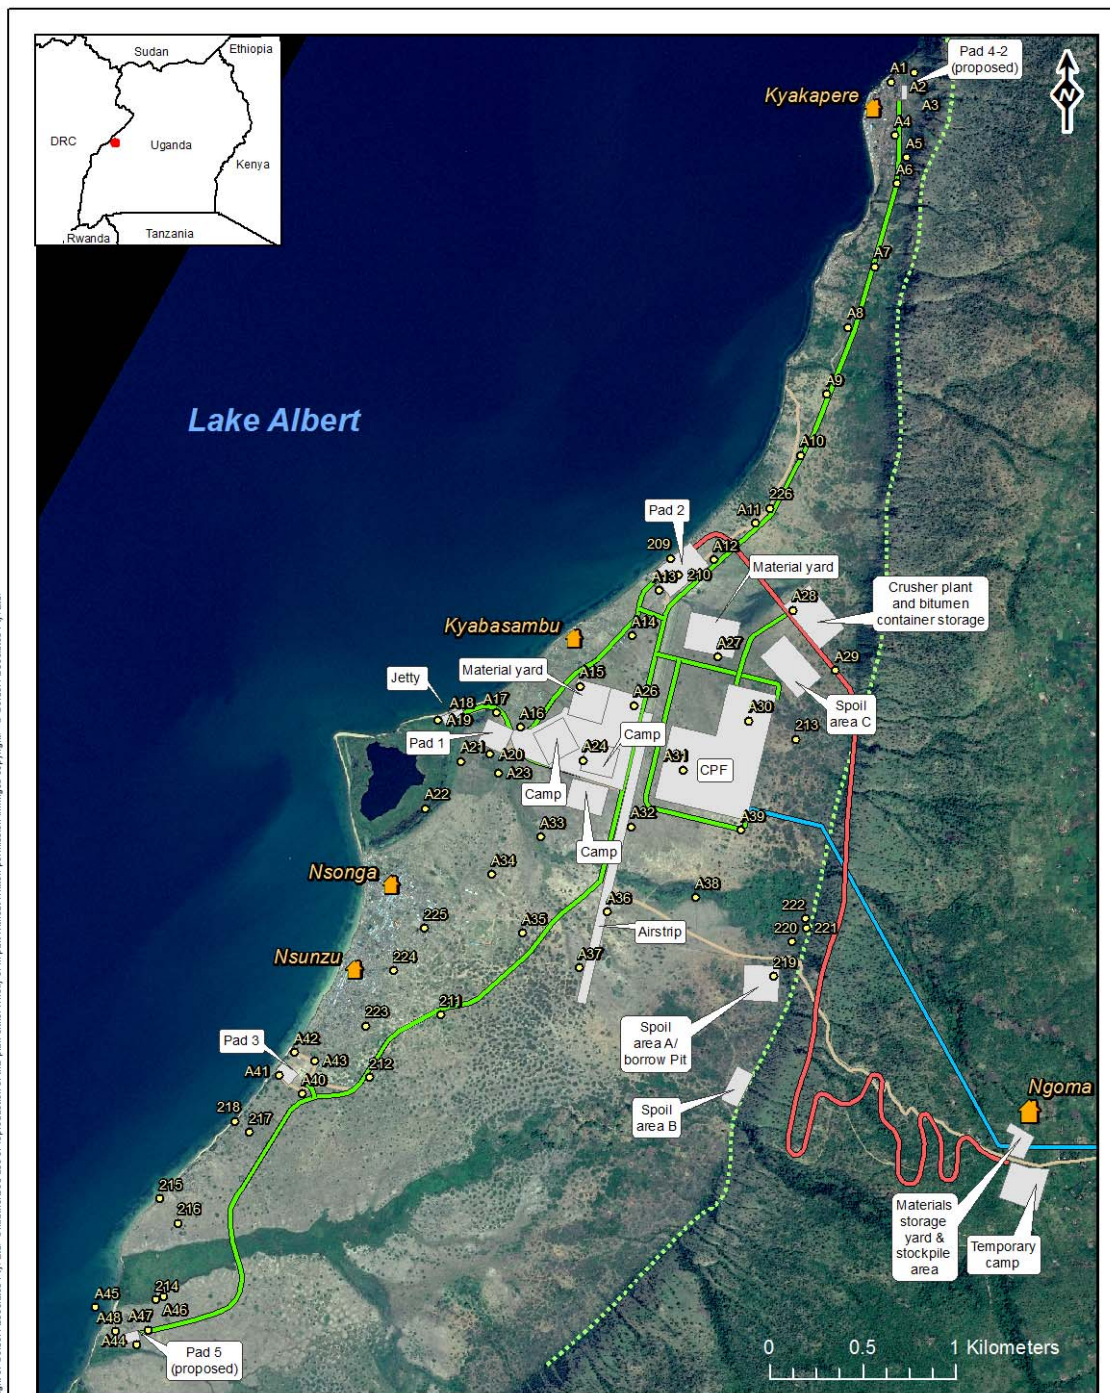 Sudan
Ethiopia
DRC
Uganda
Kenya
Rwanda
Tanzania
Pad 4-2
(proposed)
N
Kyakapere
A1
A2
A3
A4
A5
A6
A7
A8
A9
A10
Lake Albert
226
A11
Pad 2
209
A12
A13
210
Material yard
A28
Crusher plant
and bitumen
container storage
Kyabasambu
A14
A27
A29
Material yard
A15
Jetty
A18
A17
A19
A16
A26
A30
Spoil
area C
213
Pad 1
A21
A20
A24
Camp
A31
CPF
A23
Camp
A22
A33
A32
A39
Camp
Nsonga
A34
A38
225
A35
A36
Airstrip
222
221
220
Nsunzu
224
A37
219
211
223
Spoil
area A/
borrow Pit
Pad 3
A42
A43
A41
A40
212
Spoil
area B
Ngoma
218
217
215
216
Materials
storage
yard &
stockpile
area
Temporary
camp
214
A45
A46
A48
A47
A44
Pad 5
(proposed)
0 0.5 1 Kilometers